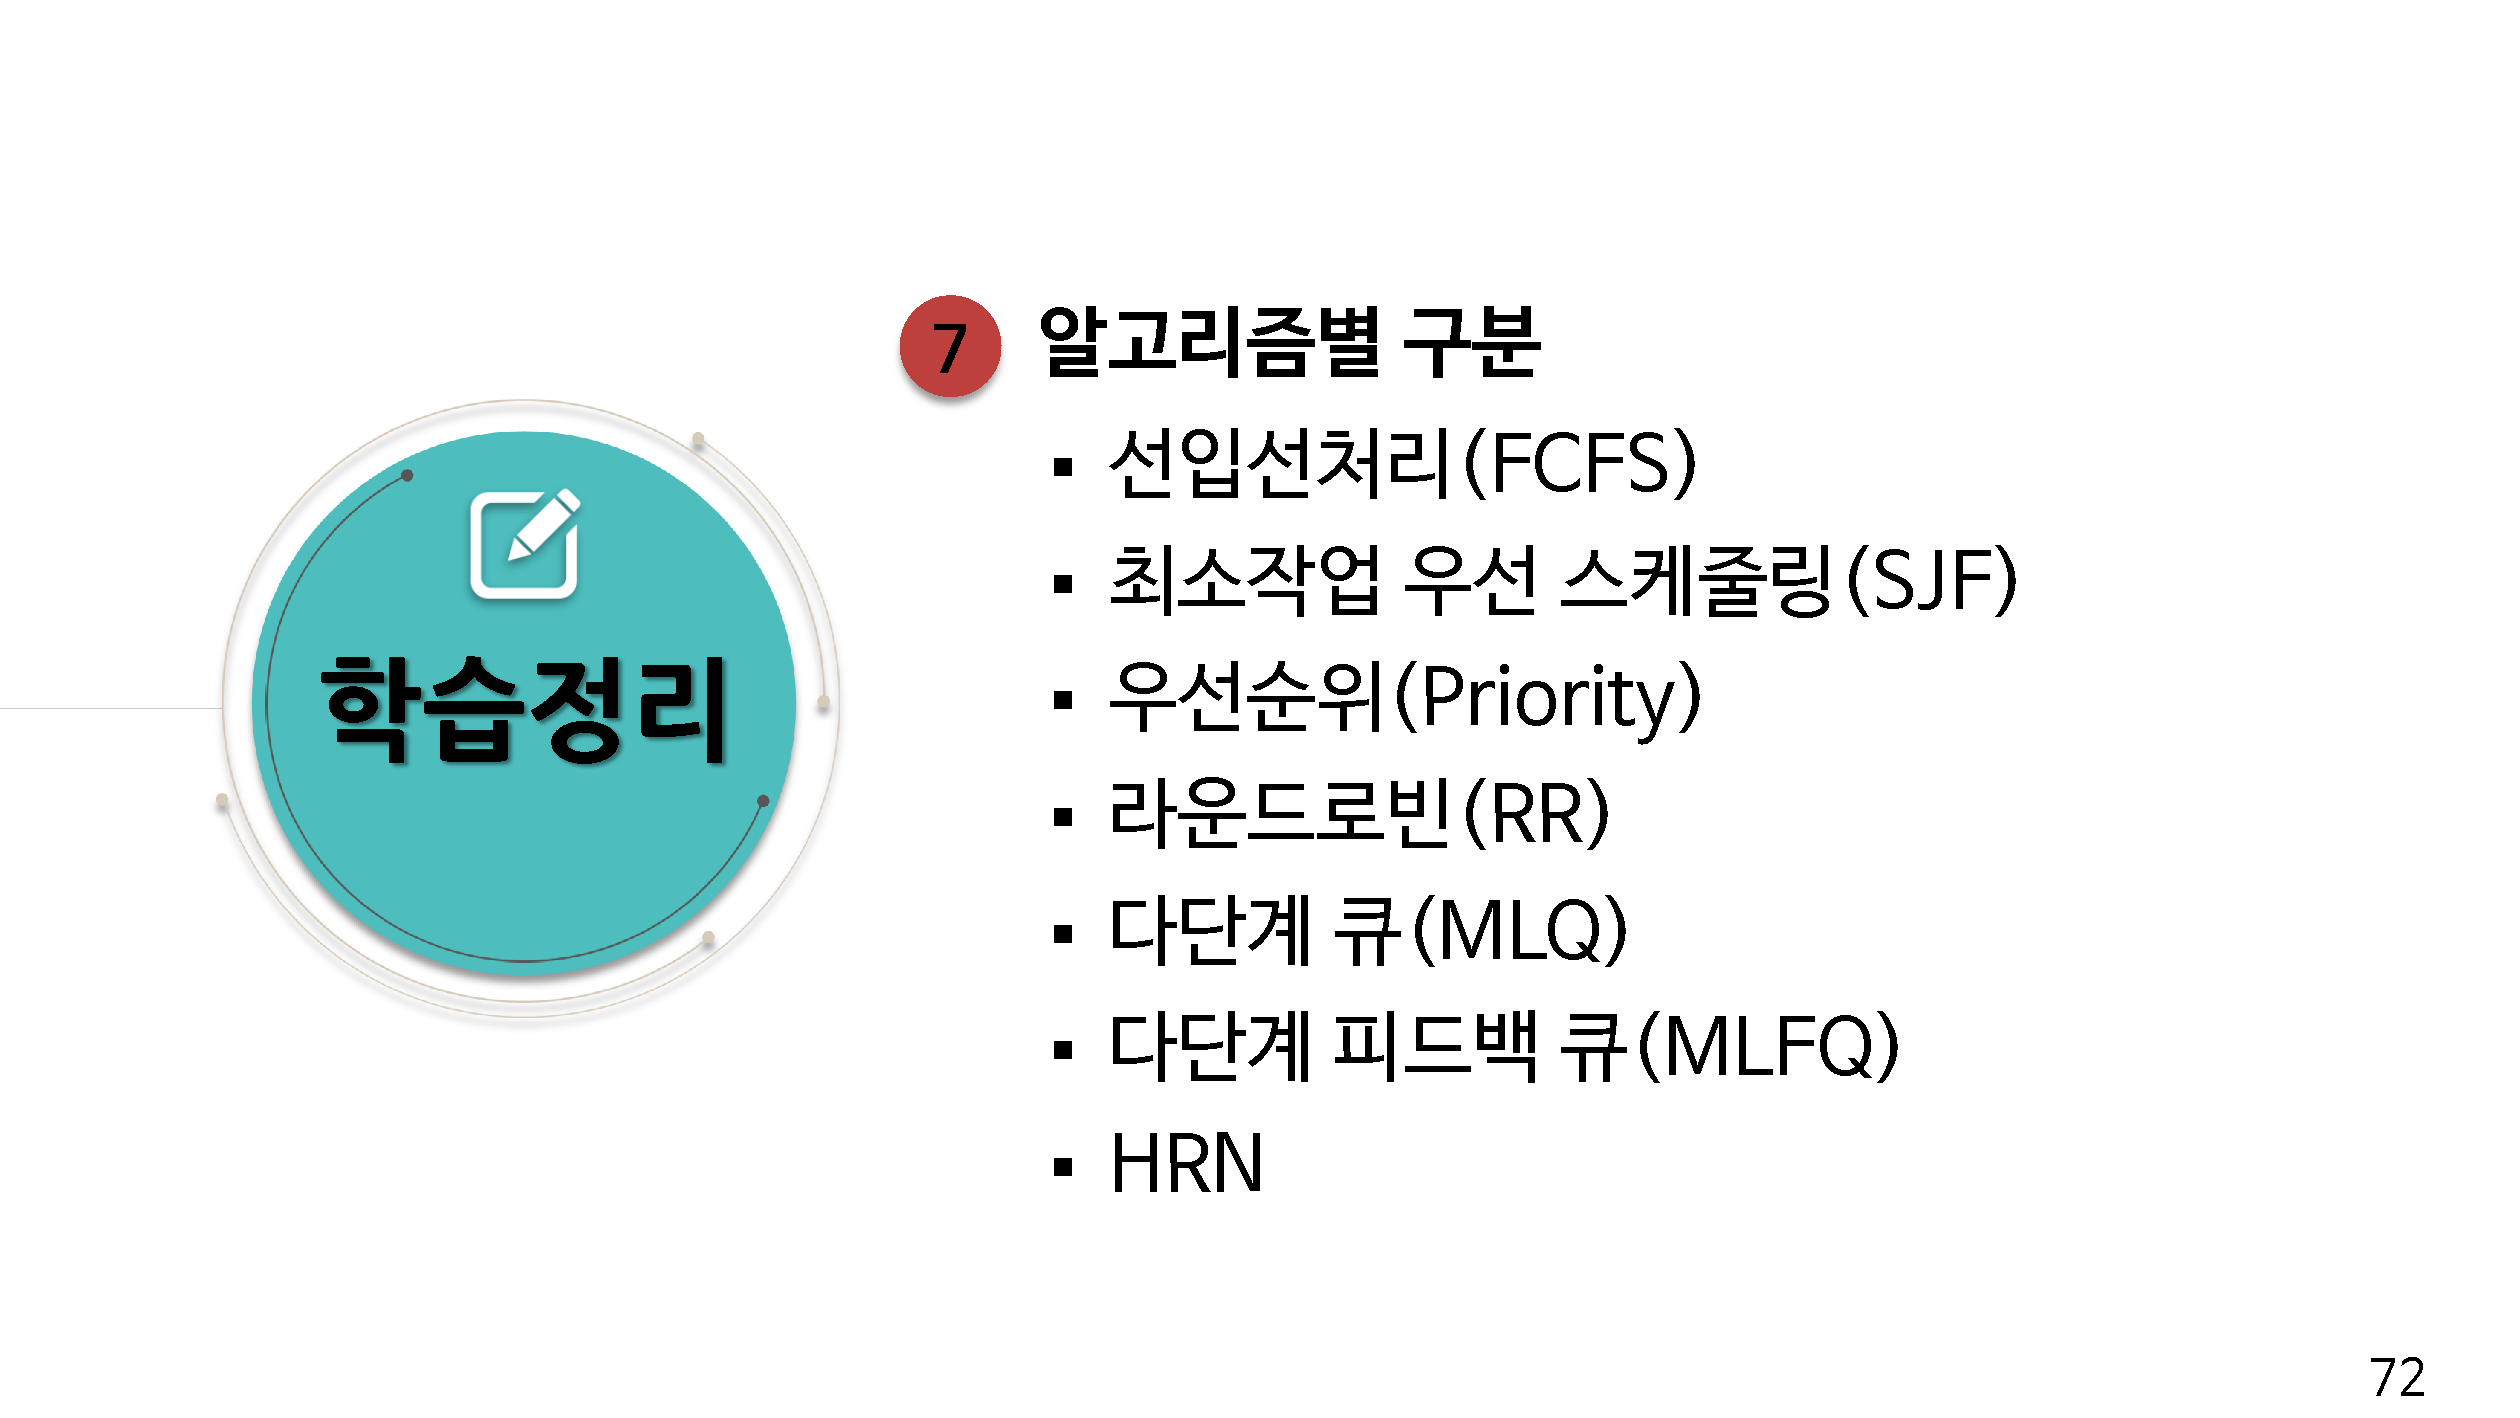 학습정리
7 알고리즘별 구분
▪ 선입선처리(FCFS)
▪ 최소작업 우선 스케줄링(SJF)
▪ 우선순위(Priority)
▪ 라운드로빈(RR)
▪ 다단계 큐(MLQ)
▪ 다단계 피드백 큐(MLFQ)
▪ HRN
72